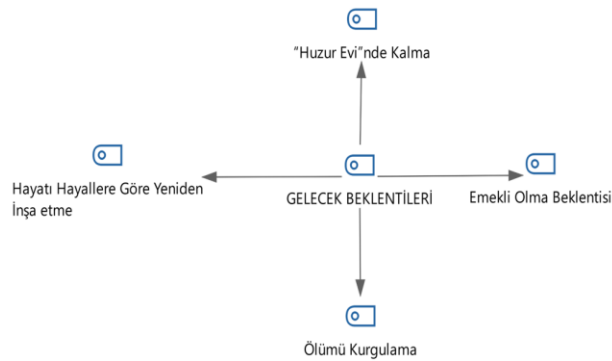 “Huzur Evi”nde Kalma
Hayatı Hayallere Göre Yeniden
İnşa etme
GELECEK BEKLENTİLERİ
Emekli Olma Beklentisi
Ölümü Kurgulama